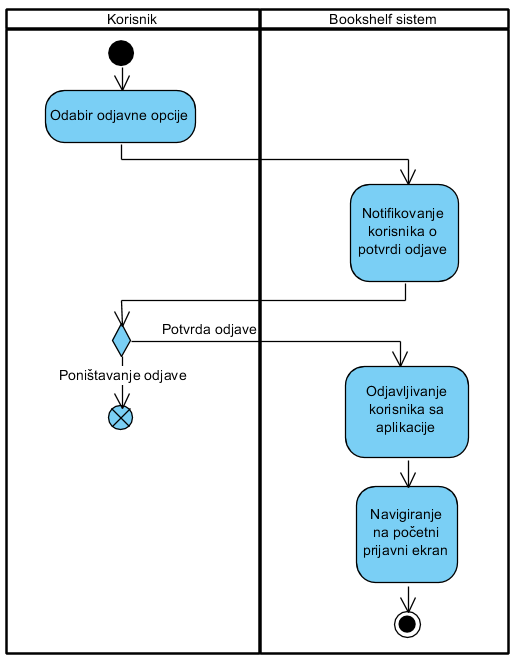 Korisnik
Bookshelf sistem
Odabir odjavne opcije
Notifikovanje
korisnika o
potvrdi odjave
Potvrda odjave
Poništavanje odjave
Odjavljivanje
korisnika sa
aplikacije
Navigiranje
na početni
prijavni ekran